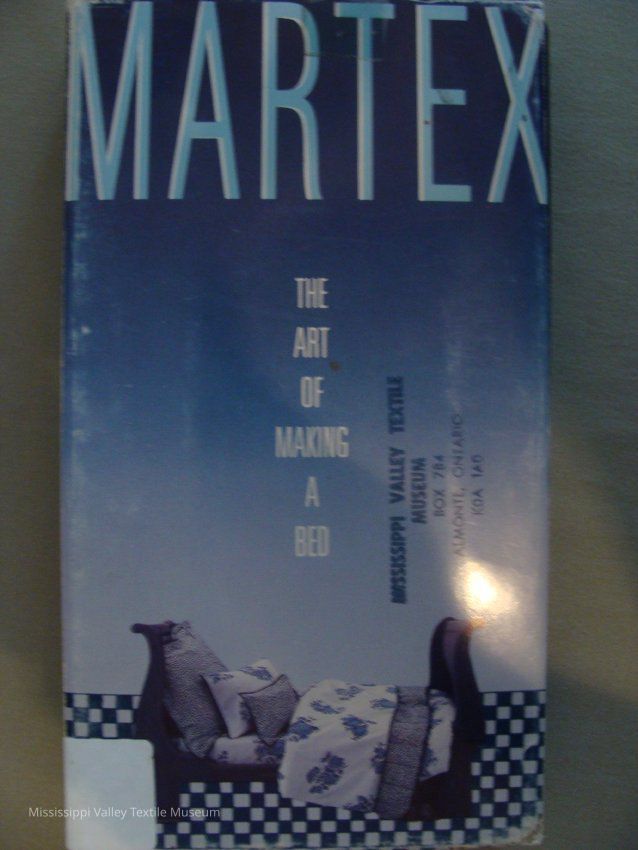 MARTEX
THE
ART
OF
MAKING
A
BED
MISSISSIPPI VALLEY TEXTILE
MUSEUM
BOX 784
ALMONTE, ONTARIO
K0A 1A0
Mississippi Valley Textile Museum